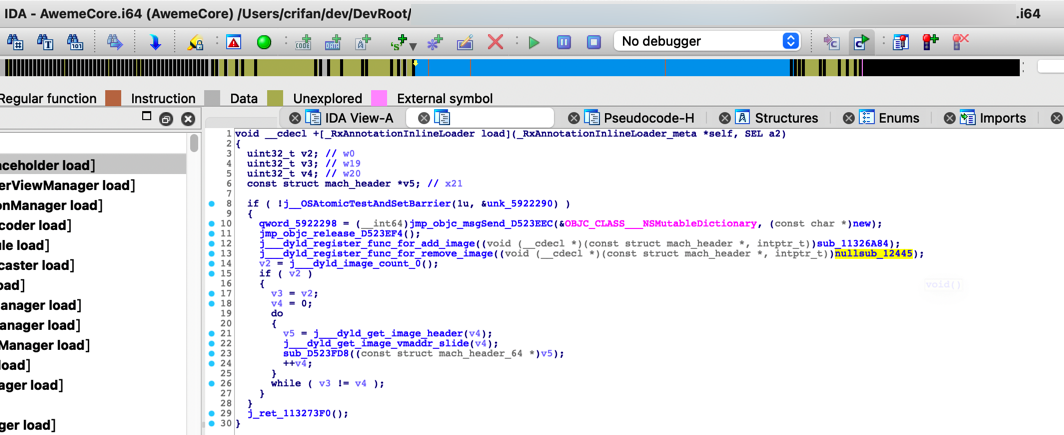 IDA - AwemeCore.i64 (AwemeCore) /Users/crifan/dev/DevRoot/ .i64
No debugger
Regular function Instruction Data Unexplored External symbol
IDA View-A Pseudocode-H Structures Enums Imports
aceholder load]
erViewManager load]
onManager load]
coder load]
ule load]
caster load]
oad]
anager load]
anager load]
Manager load]
load]
ager load]
ger load]
1 void __cdecl +[_RxAnnotationInlineLoader load](_RxAnnotationInlineLoader_meta *self, SEL a2)
2 {
3 uint32_t v2; // w0
4 uint32_t v3; // w19
5 uint32_t v4; // w20
6 const struct mach_header *v5; // x21
7
8 if ( !j__OSAtomicTestAndSetBarrier(1u, &unk_5922290) )
9 {
10 qword_5922298 = (__int64)jmp_objc_msgSend_D523EEC(&OBJC_CLASS___NSMutableDictionary, (const char *)new);
11 jmp_objc_release_D523EF4();
12 j___dyld_register_func_for_add_image((void (__cdecl *)(const struct mach_header *, intptr_t))sub_11326A84);
13 j___dyld_register_func_for_remove_image((void (__cdecl *)(const struct mach_header *, intptr_t))nullsub_12445);
14 v2 = j___dyld_image_count_0();
15 if ( v2 )
16 {
17 v3 = v2;
18 v4 = 0;
19 do
20 {
21 v5 = j___dyld_get_image_header(v4);
22 j___dyld_get_image_vmaddr_slide(v4);
23 sub_D523FD8((const struct mach_header_64 *)v5);
24 ++v4;
25 }
26 while ( v3 != v4 );
27 }
28 }
29 j_ret_113273F0();
30 }
void()